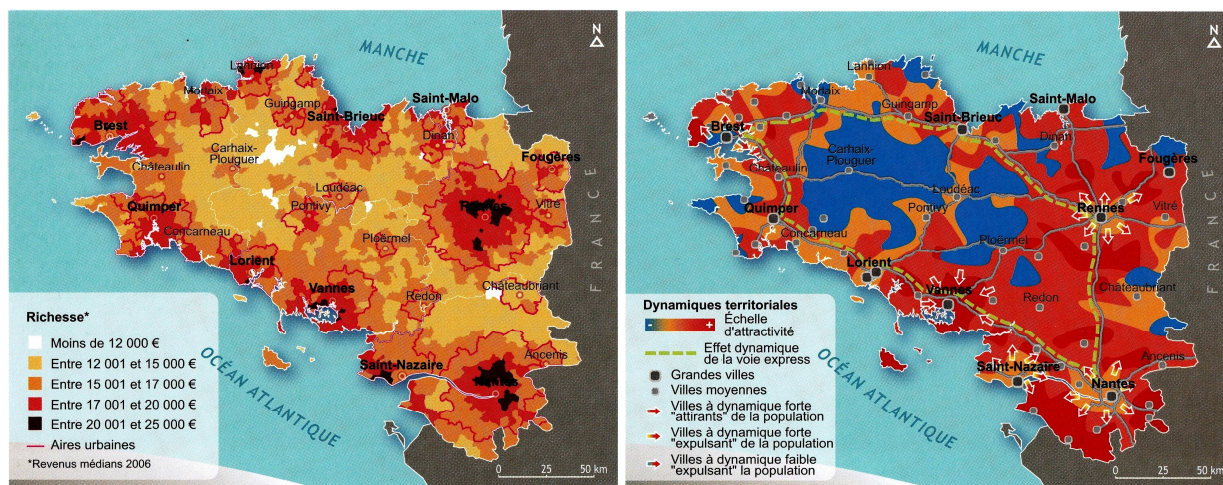 MANCHE
N
Lannion
Morlaix
Guingamp
Saint-Malo
Saint-Brieuc
Brest
Dinan
Carhaix-
Plouguer
Fougères
Châteaulin
Loudéac
Rennes
Vitré
Quimper
Pontivy
Concarneau
Ploërmel
FRANCE
Lorient
Vannes
Châteaubriant
Redon
Richesse*
Moins de 12 000 €
Entre 12 001 et 15 000 €
Entre 15 001 et 17 000 €
Entre 17 001 et 20 000 €
Entre 20 001 et 25 000 €
Aires urbaines
*Revenus médians 2006
OCÉAN ATLANTIQUE
Saint-Nazaire
Ancenis
Nantes
0 25 50 km
MANCHE
N
Lannion
Morlaix
Guingamp
Saint-Malo
Saint-Brieuc
Brest
Dinan
Carhaix-
Plouguer
Fougères
Châteaulin
Loudéac
Rennes
Vitré
Quimper
Pontivy
Concarneau
Ploërmel
FRANCE
Lorient
Vannes
Châteaubriant
Redon
Dynamiques territoriales
- +
Échelle
d'attractivité
Effet dynamique
de la voie express
Grandes villes
Villes moyennes
Villes à dynamique forte
"attirants" de la population
Villes à dynamique forte
"expulsant" de la population
Villes à dynamique faible
"expulsant" la population
OCÉAN ATLANTIQUE
Saint-Nazaire
Ancenis
Nantes
0 25 50 km